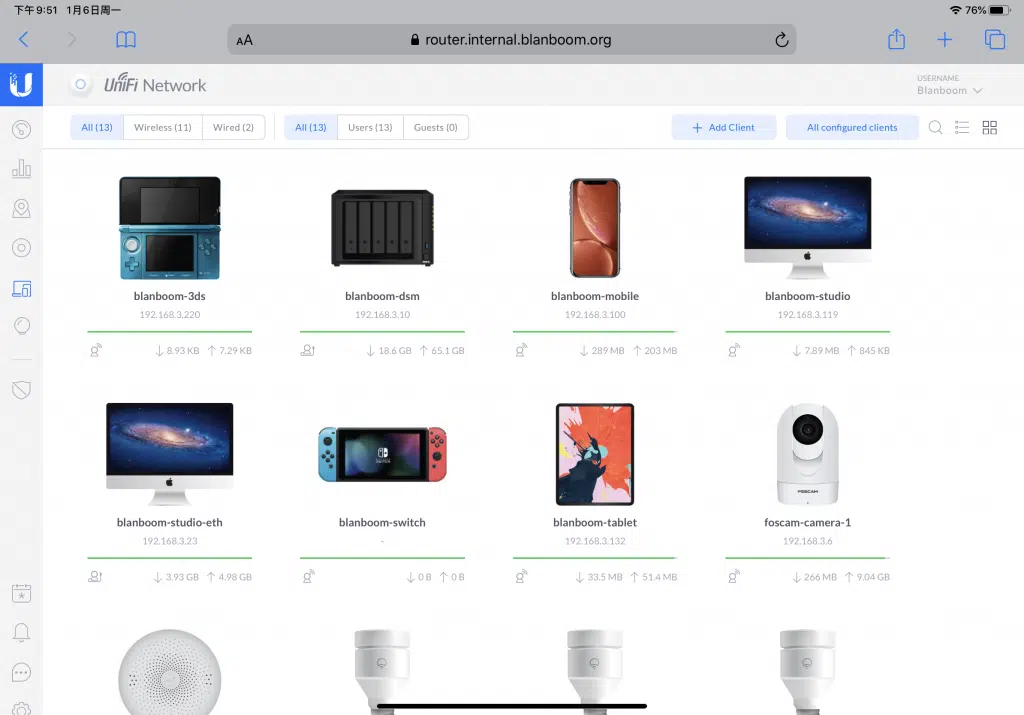 下午9:51 1月6日周一 76%
AA router.internal.blanboom.org
UniFi Network
USERNAME
Blanboom
All (13) Wireless (11) Wired (2) All (13) Users (13) Guests (0) Add Client All configured clients
blanboom-3ds blanboom-dsm blanboom-mobile blanboom-studio
192.168.3.220 192.168.3.10 192.168.3.100 192.168.3.119
↓ 8.93 KB ↑ 7.29 KB ↓ 18.6 GB ↑ 65.1 GB ↓ 289 MB ↑ 203 MB ↓ 7.89 MB ↑ 845 KB
FOSCAM
blanboom-studio-eth blanboom-switch blanboom-tablet foscam-camera-1
192.168.3.23 - 192.168.3.132 192.168.3.6
↓ 3.93 GB ↑ 4.98 GB ↓ 0 B ↑ 0 B ↓ 33.5 MB ↑ 51.4 MB ↓ 266 MB ↑ 9.04 GB